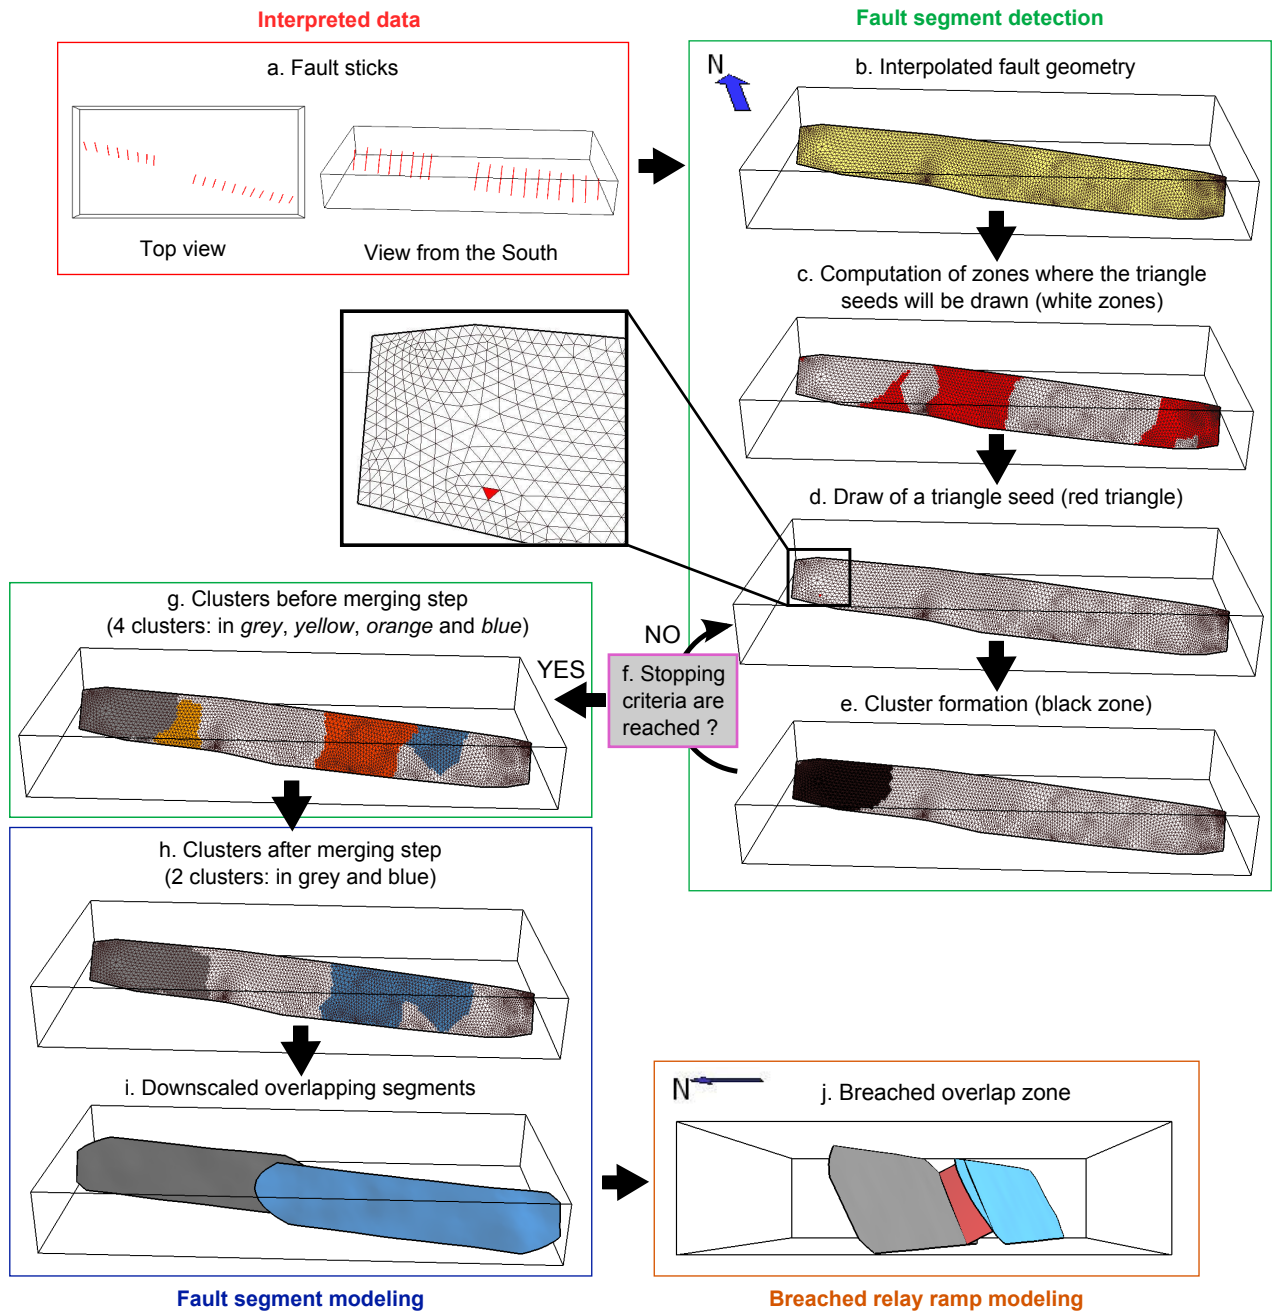 Interpreted data
Fault segment detection
a. Fault sticks
Top view
View from the South
N
b. Interpolated fault geometry
c. Computation of zones where the triangle
seeds will be drawn (white zones)
d. Draw of a triangle seed (red triangle)
e. Cluster formation (black zone)
NO
f. Stopping
criteria are
reached ?
YES
g. Clusters before merging step
(4 clusters: in grey, yellow, orange and blue)
h. Clusters after merging step
(2 clusters: in grey and blue)
i. Downscaled overlapping segments
N
j. Breached overlap zone
Fault segment modeling
Breached relay ramp modeling